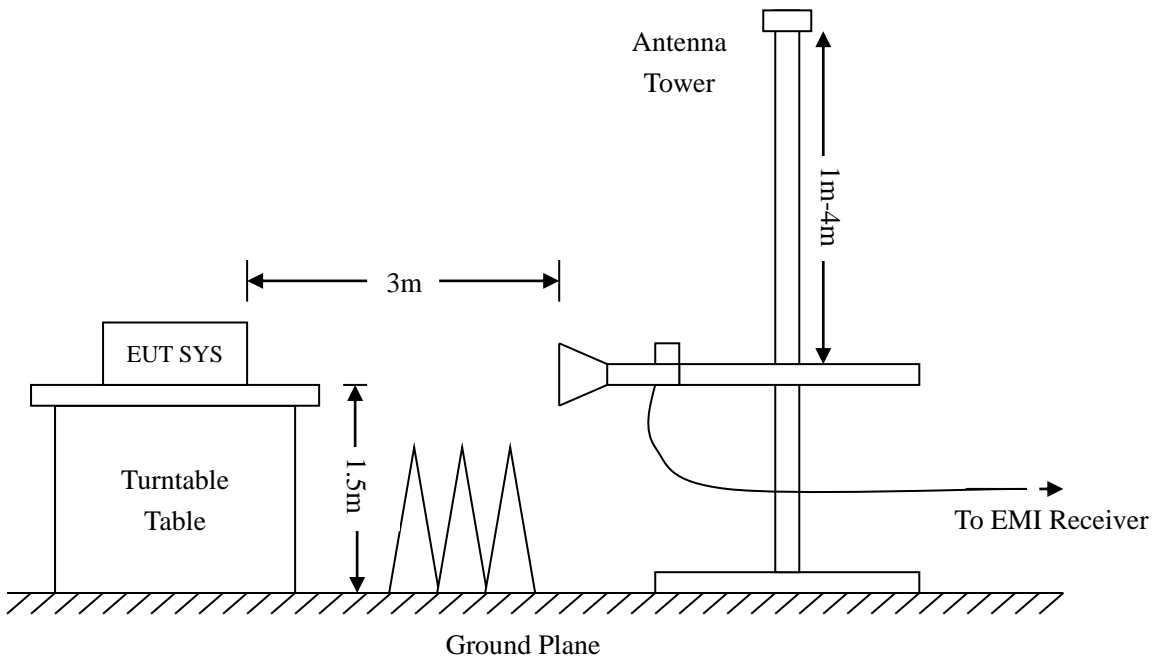 Antenna
Tower
1m-4m
3m
EUT SYS
1.5m
Turntable
Table
To EMI Receiver
Ground Plane